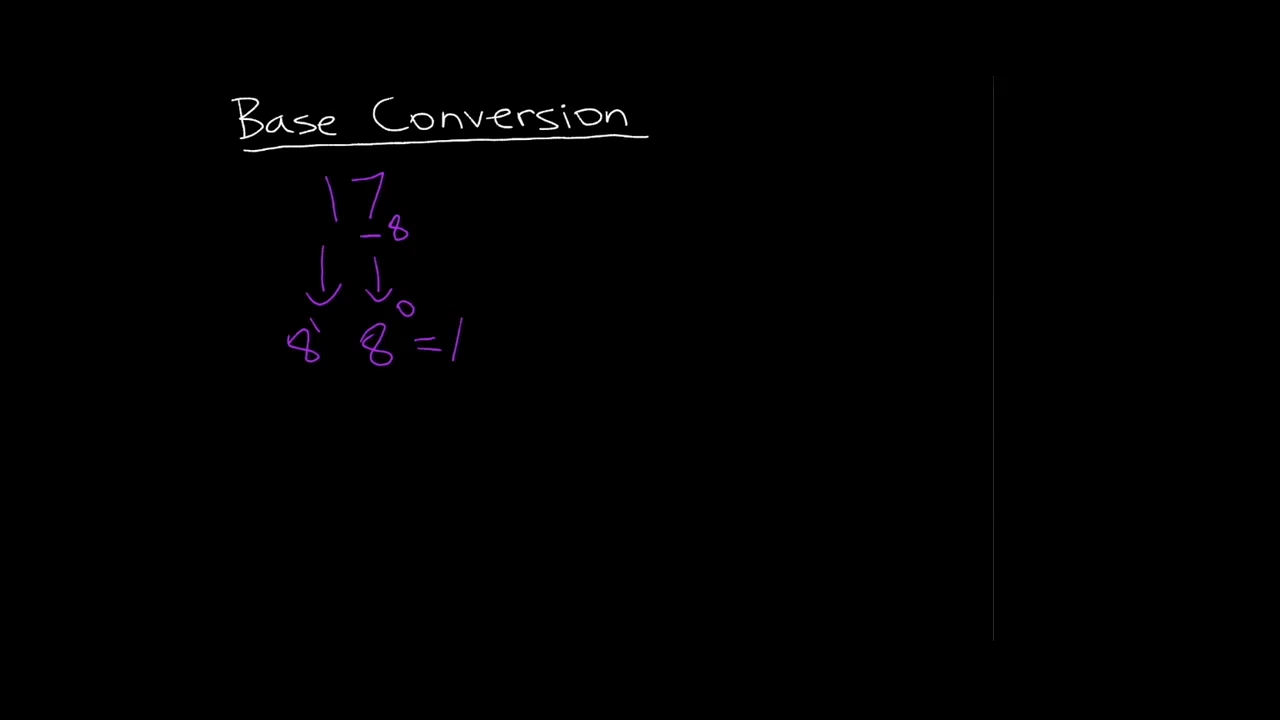 Base Conversion
17₈
↓ ↓
8¹ 8⁰ = 1